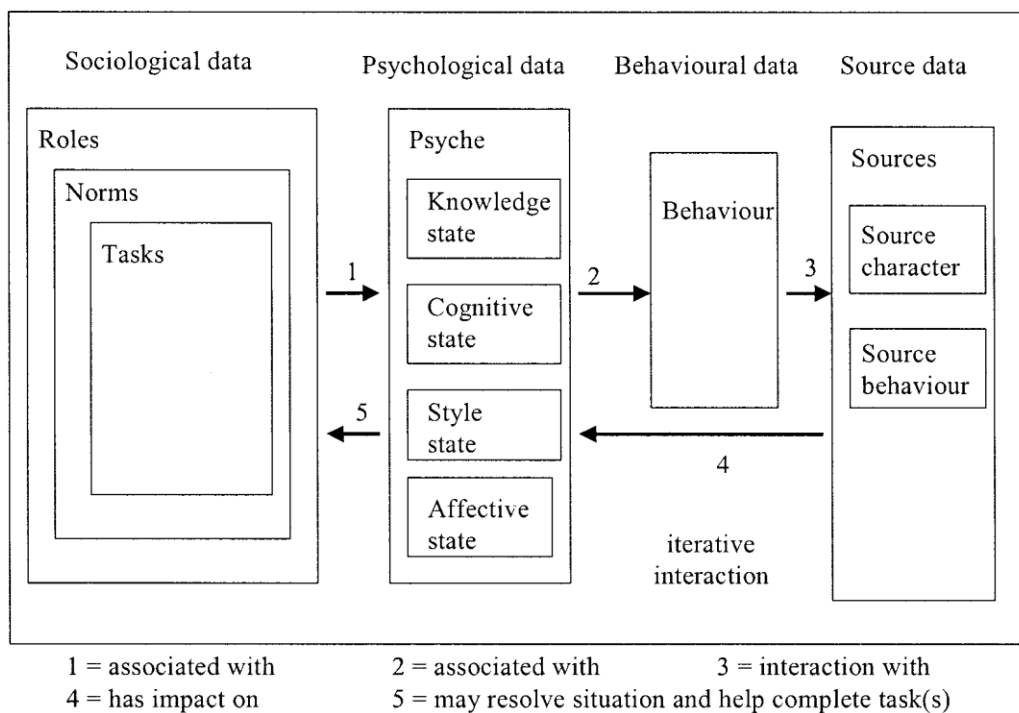 Sociological data
Psychological data
Behavioural data
Source data
Roles
Norms
Tasks
1
5
Psyche
Knowledge
state
Cognitive
state
Style
state
Affective
state
2
Behaviour
3
4
iterative
interaction
Sources
Source
character
Source
behaviour
1 = associated with
2 = associated with
3 = interaction with
4 = has impact on
5 = may resolve situation and help complete task(s)